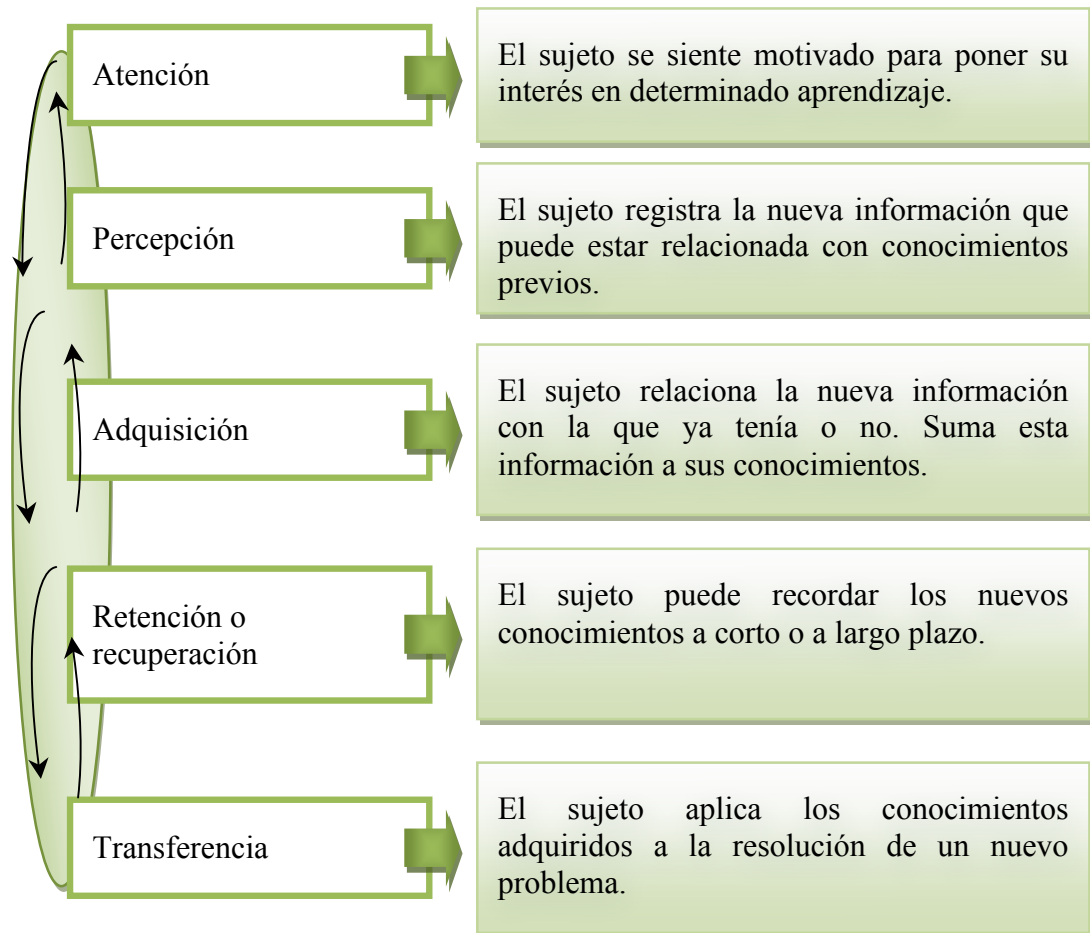 Atención
El sujeto se siente motivado para poner su
interés en determinado aprendizaje.
Percepción
El sujeto registra la nueva información que
puede estar relacionada con conocimientos
previos.
Adquisición
El sujeto relaciona la nueva información
con la que ya tenía o no. Suma esta
información a sus conocimientos.
Retención o
recuperación
El sujeto puede recordar los nuevos
conocimientos a corto o a largo plazo.
Transferencia
El sujeto aplica los conocimientos
adquiridos a la resolución de un nuevo
problema.